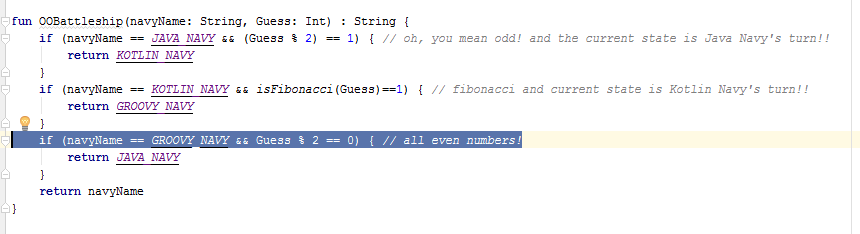 fun OOBattleship(navyName: String, Guess: Int) : String {
if (navyName == JAVA_NAVY && (Guess % 2) == 1) { // oh, you mean odd! and the current state is Java Navy's turn!!
return KOTLIN_NAVY
}
if (navyName == KOTLIN_NAVY && isFibonacci(Guess)==1) { // fibonacci and current state is Kotlin Navy's turn!!
return GROOVY_NAVY
}
if (navyName == GROOVY_NAVY && Guess % 2 == 0) { // all even numbers!
return JAVA_NAVY
}
return navyName
}